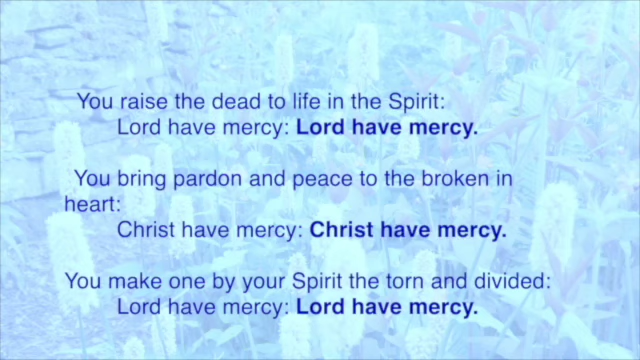 You raise the dead to life in the Spirit:
Lord have mercy: Lord have mercy.
You bring pardon and peace to the broken in
heart:
Christ have mercy: Christ have mercy.
You make one by your Spirit the torn and divided:
Lord have mercy: Lord have mercy.